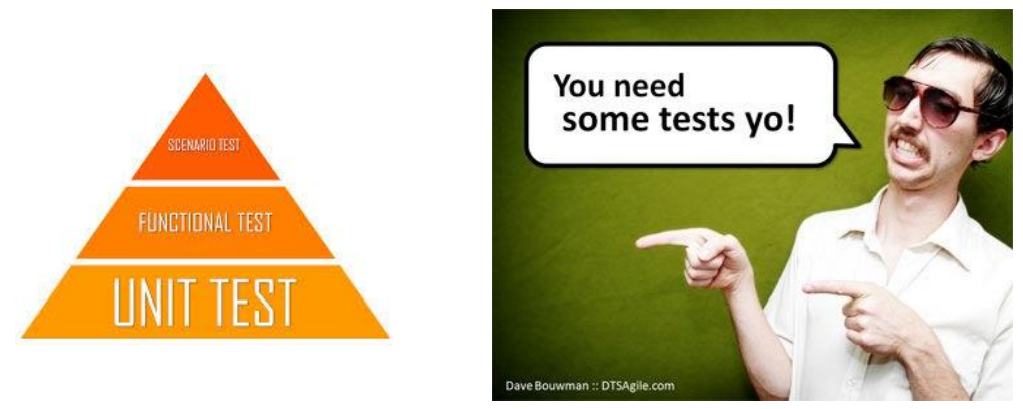 SCENARIO TEST
FUNCTIONAL TEST
UNIT TEST
You need
some tests yo!
Dave Bouwman :: DTSAgile.com